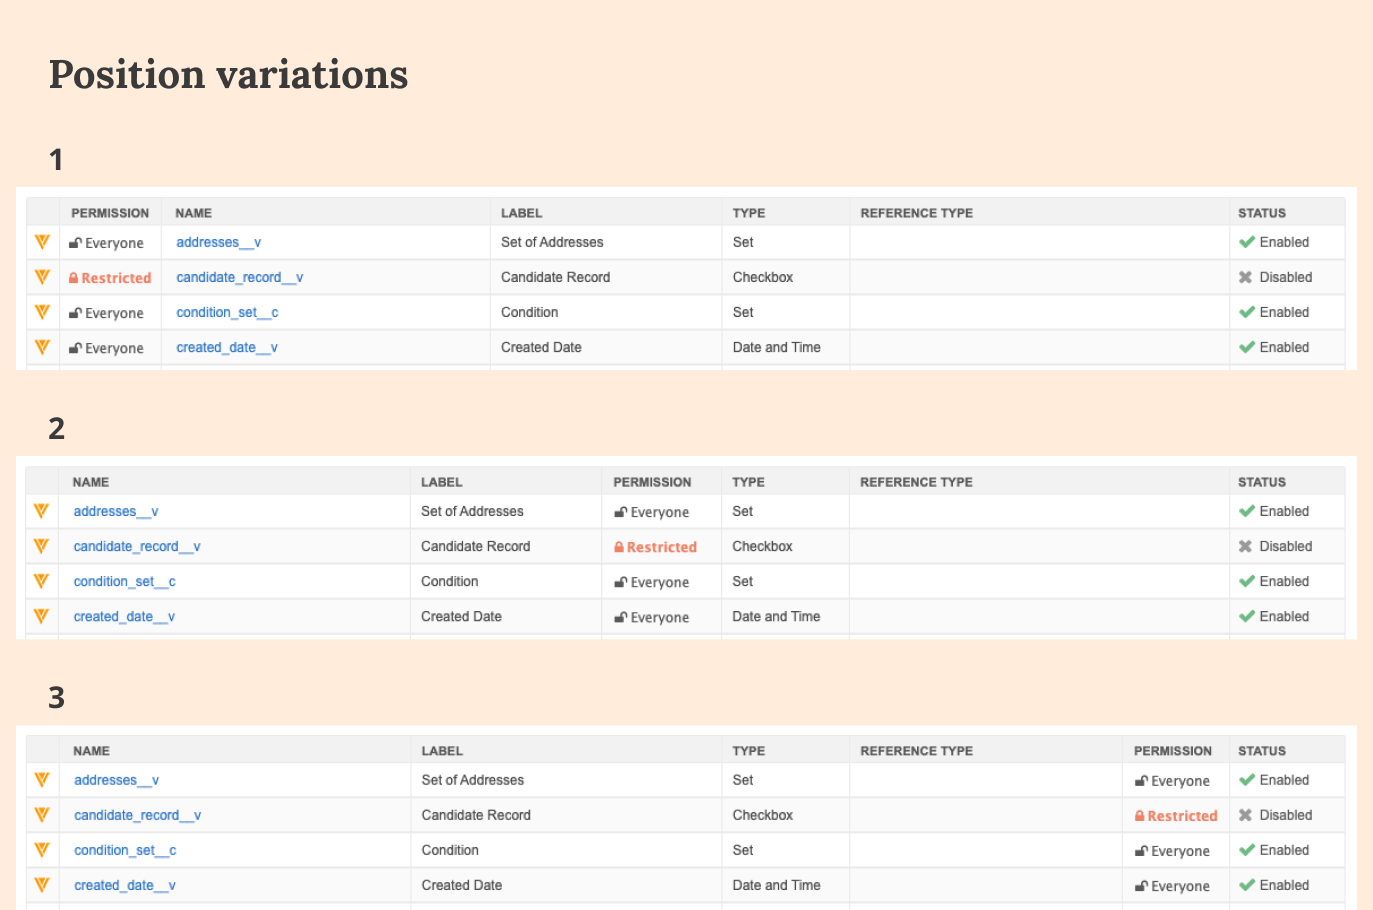 Position variations
1
PERMISSION NAME LABEL TYPE REFERENCE TYPE STATUS
Everyone addresses__v Set of Addresses Set Enabled
Restricted candidate_record__v Candidate Record Checkbox Disabled
Everyone condition_set__c Condition Set Enabled
Everyone created_date__v Created Date Date and Time Enabled
2
NAME LABEL PERMISSION TYPE REFERENCE TYPE STATUS
addresses__v Set of Addresses Everyone Set Enabled
candidate_record__v Candidate Record Restricted Checkbox Disabled
condition_set__c Condition Everyone Set Enabled
created_date__v Created Date Everyone Date and Time Enabled
3
NAME LABEL TYPE REFERENCE TYPE PERMISSION STATUS
addresses__v Set of Addresses Set Everyone Enabled
candidate_record__v Candidate Record Checkbox Restricted Disabled
condition_set__c Condition Set Everyone Enabled
created_date__v Created Date Date and Time Everyone Enabled